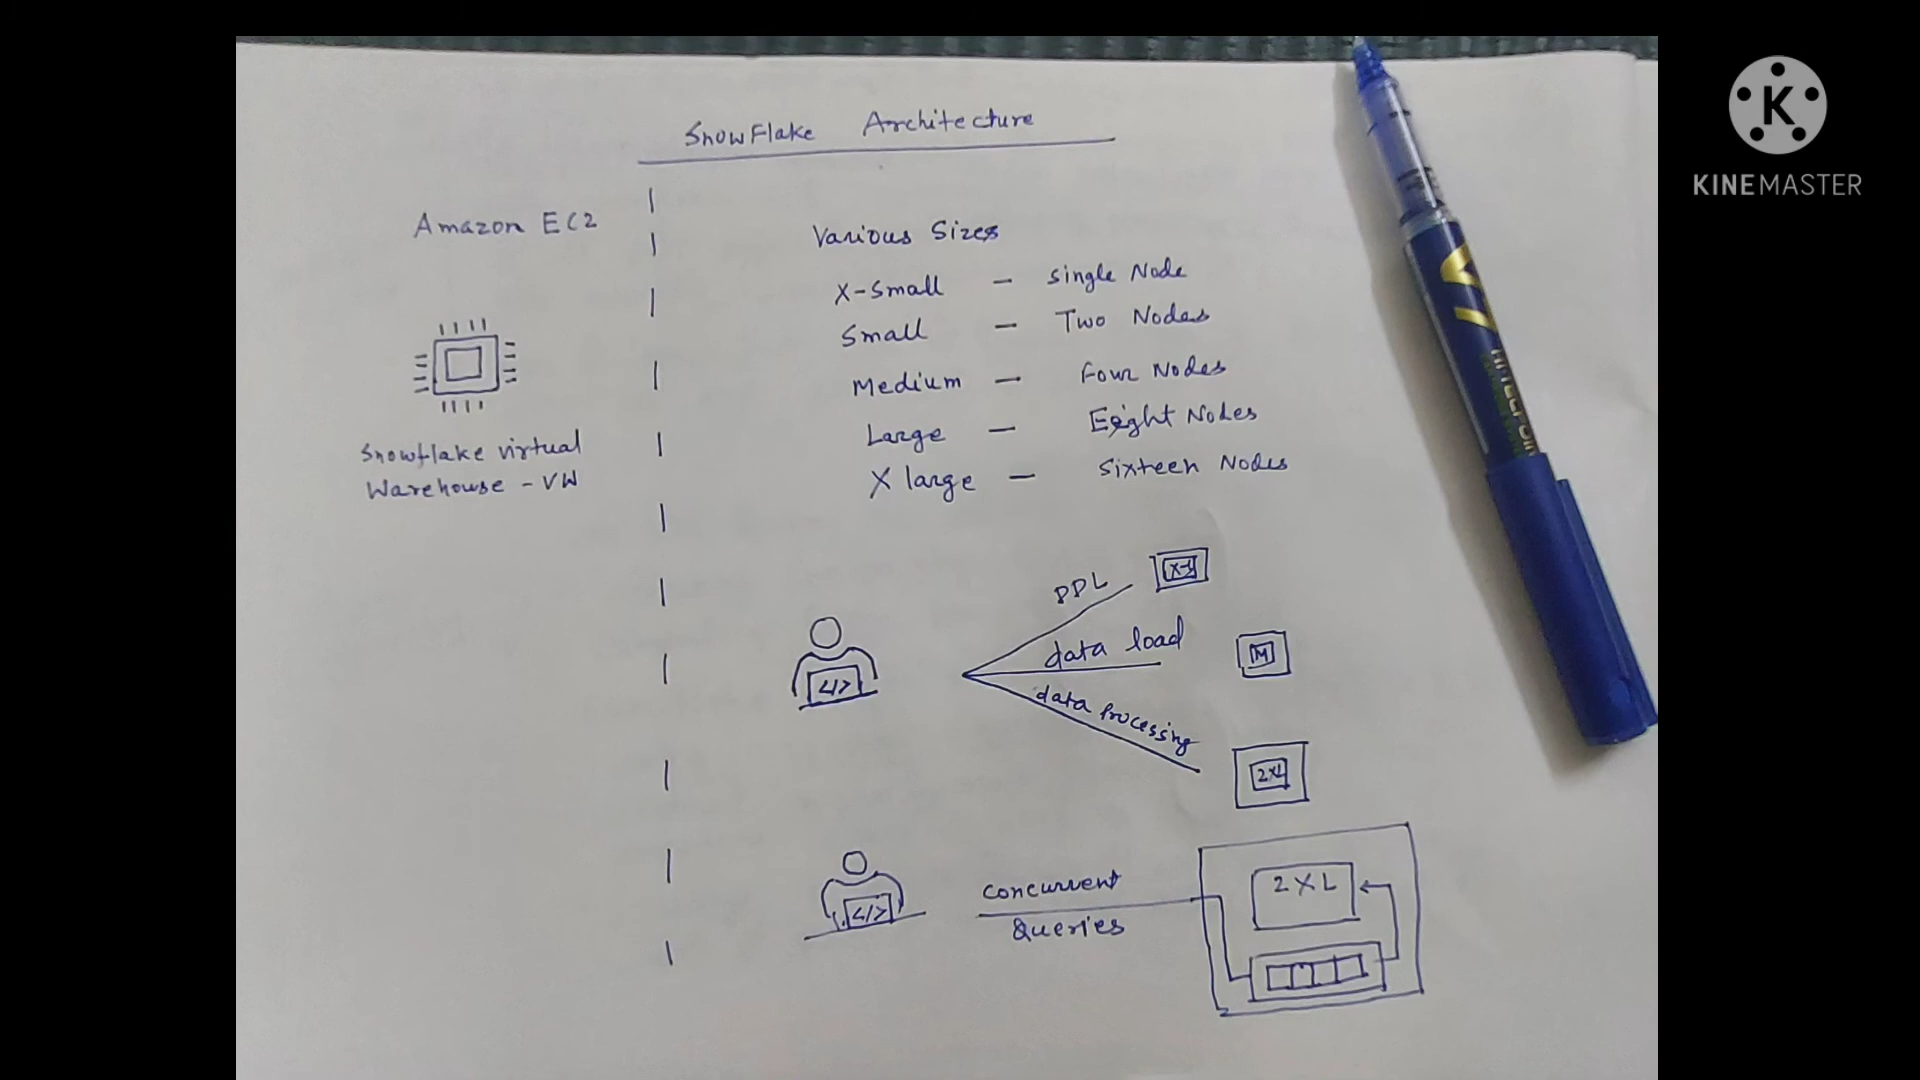 SnowFlake Architecture
Amazon EC2
Snowflake virtual
Warehouse - VW
Various Sizes
X-Small - Single Node
Small - Two Nodes
Medium - Four Nodes
Large - Eight Nodes
X large - Sixteen Nodes
DDL
X-S
data load
M
data Processing
2XL
</>
Concurrent
Queries
2XL
</>
K
KINEMASTER
V7